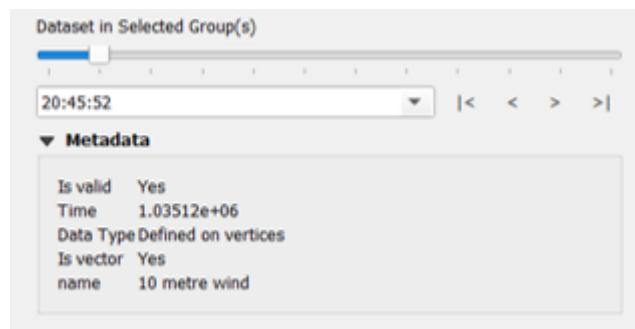 Dataset in Selected Group(s)
20:45:52 |< < > >|
Metadata
Is valid Yes
Time 1.03512e+06
Data Type Defined on vertices
Is vector Yes
name 10 metre wind